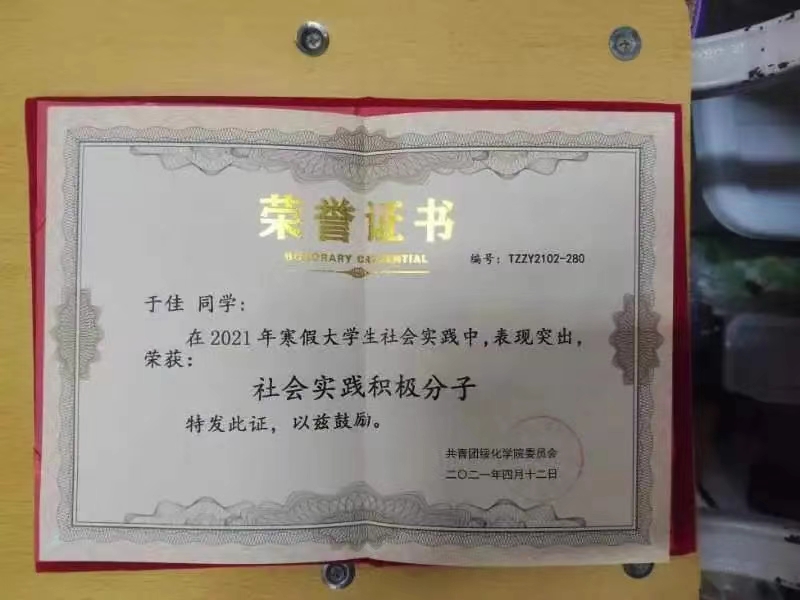 荣誉证书
HONORARY CREDENTIAL
编号：TZZY2102-280
于佳 同学：
在2021年寒假大学生社会实践中，表现突出，
荣获：
社会实践积极分子
特发此证，以兹鼓励。
共青团绥化学院委员会
二〇二一年四月十二日